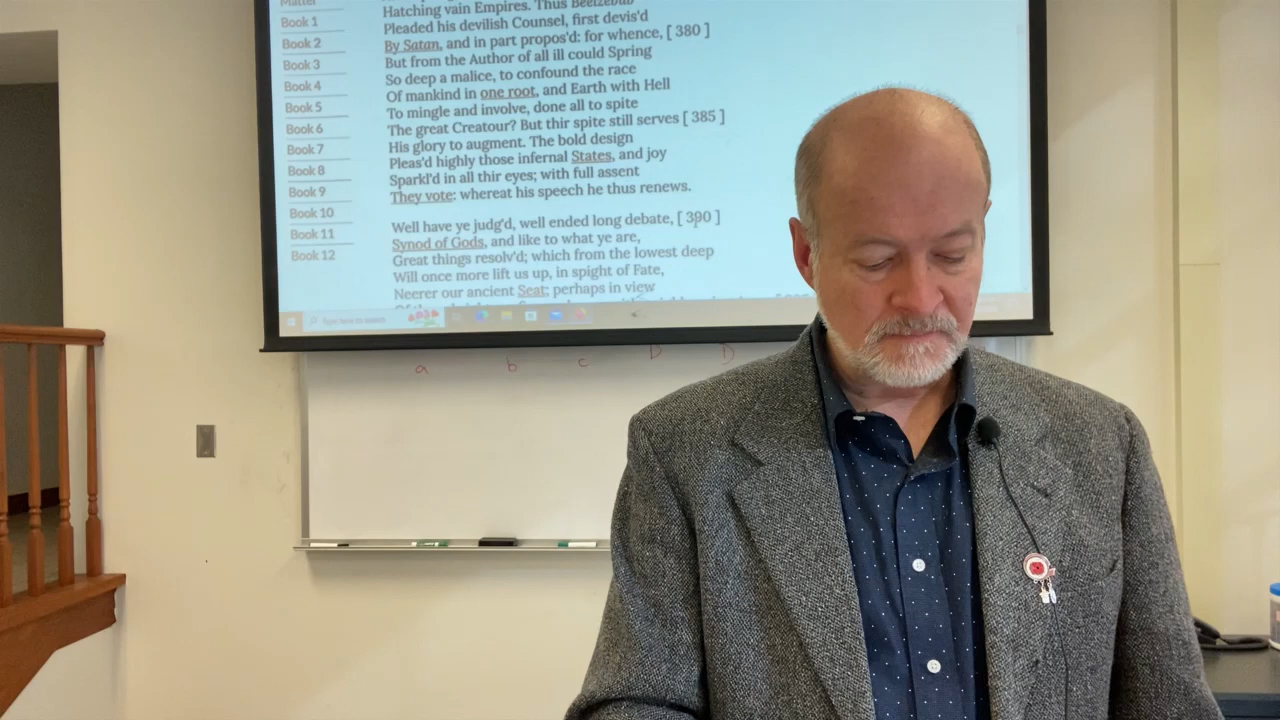 Matter
Book 1
Book 2
Book 3
Book 4
Book 5
Book 6
Book 7
Book 8
Book 9
Book 10
Book 11
Book 12
Hatching vain Empires. Thus Beelzebub
Pleaded his devilish Counsel, first devis'd
By Satan, and in part propos'd: for whence, [ 380 ]
But from the Author of all ill could Spring
So deep a malice, to confound the race
Of mankind in one root, and Earth with Hell
To mingle and involve, done all to spite
The great Creatour? But thir spite still serves [ 385 ]
His glory to augment. The bold design
Pleas'd highly those infernal States, and joy
Sparkl'd in all thir eyes; with full assent
They vote: whereat his speech he thus renews.
Well have ye judg'd, well ended long debate, [ 390 ]
Synod of Gods, and like to what ye are,
Great things resolv'd; which from the lowest deep
Will once more lift us up, in spight of Fate,
Neerer our ancient Seat; perhaps in view
Type here to search
a b c D D